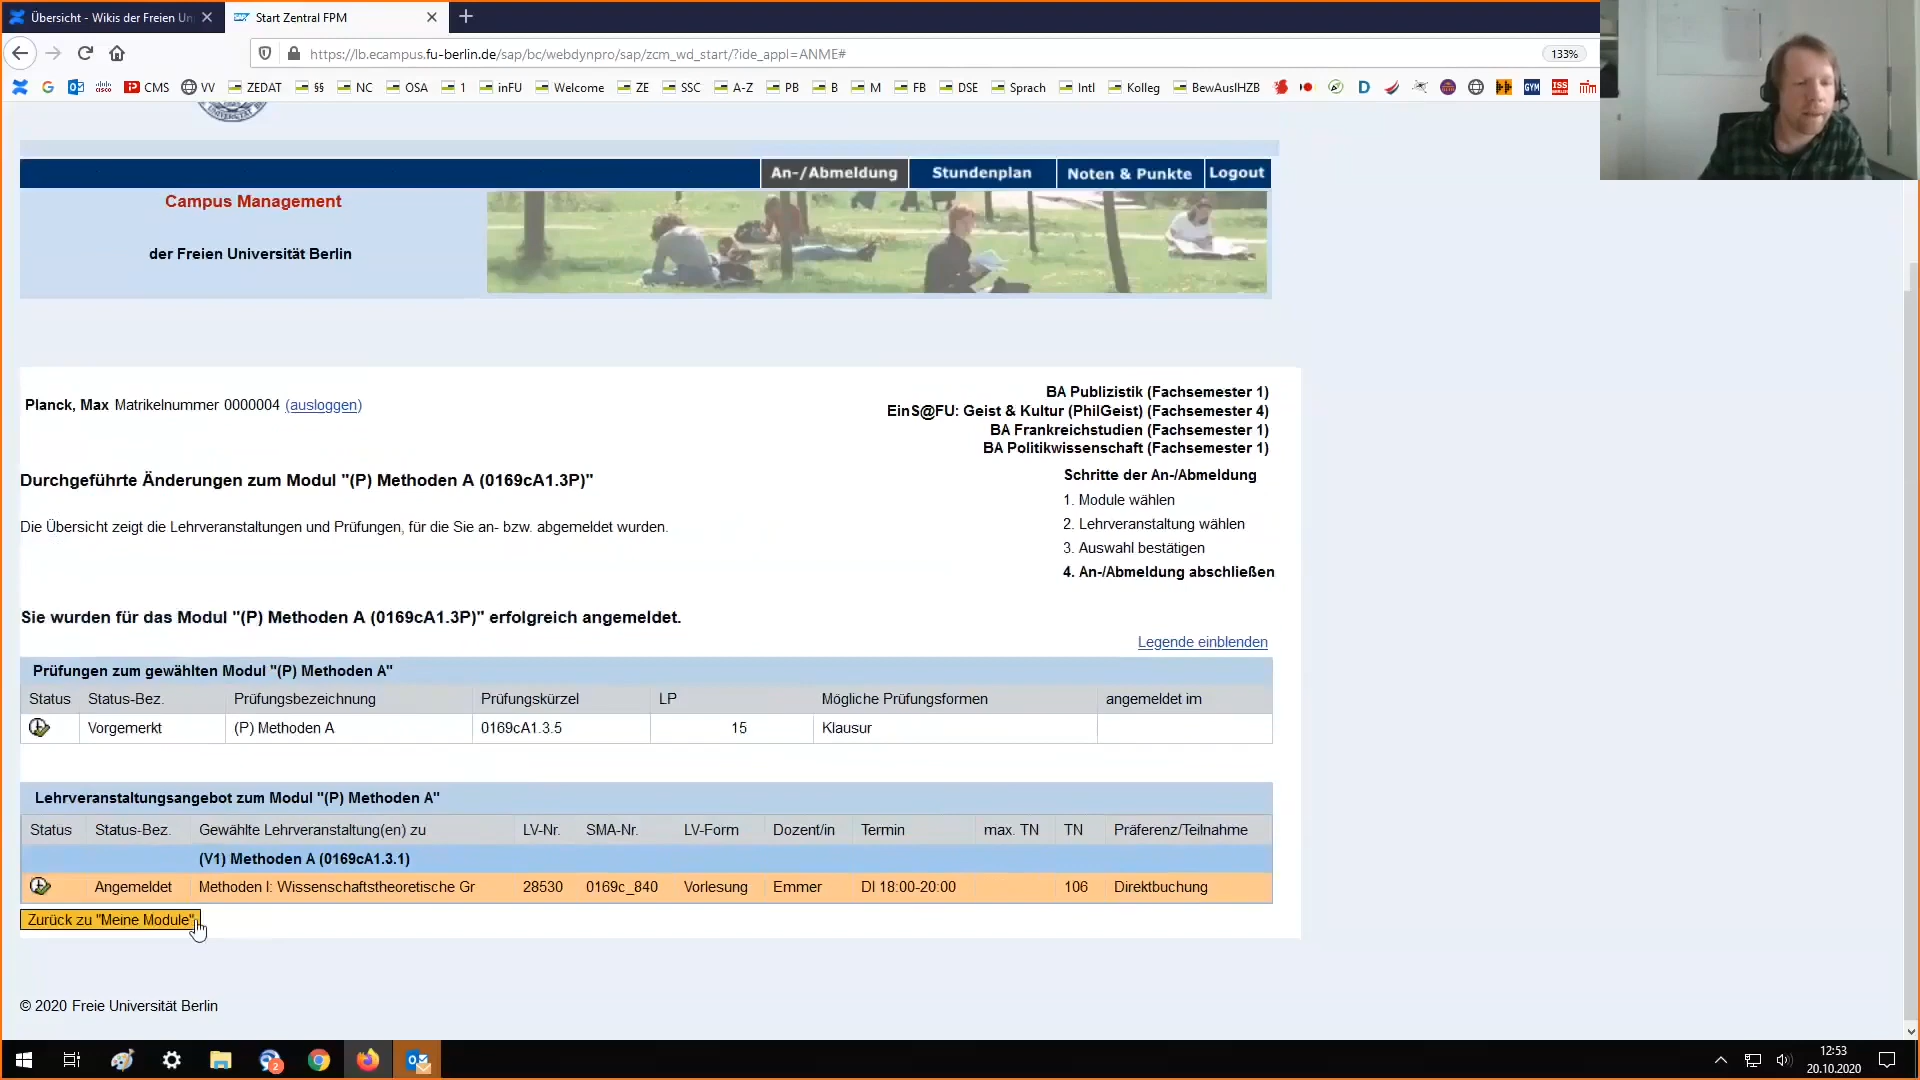 Übersicht - Wikis der Freien Un
Start Zentral FPM
https://lb.ecampus.fu-berlin.de/sap/bc/webdynpro/sap/zcm_wd_start/?ide_appl=ANME#
133%
CMS VV ZEDAT §§ NC OSA 1 inFU Welcome ZE SSC A-Z PB B M FB DSE Sprach Intl Kolleg BewAuslHZB
An-/Abmeldung Stundenplan Noten & Punkte Logout
Campus Management
der Freien Universität Berlin
Planck, Max Matrikelnummer 0000004 (ausloggen)
BA Publizistik (Fachsemester 1)
EinS@FU: Geist & Kultur (PhilGeist) (Fachsemester 4)
BA Frankreichstudien (Fachsemester 1)
BA Politikwissenschaft (Fachsemester 1)
Durchgeführte Änderungen zum Modul "(P) Methoden A (0169cA1.3P)"
Die Übersicht zeigt die Lehrveranstaltungen und Prüfungen, für die Sie an- bzw. abgemeldet wurden.
Schritte der An-/Abmeldung
1. Module wählen
2. Lehrveranstaltung wählen
3. Auswahl bestätigen
4. An-/Abmeldung abschließen
Sie wurden für das Modul "(P) Methoden A (0169cA1.3P)" erfolgreich angemeldet.
Legende einblenden
Prüfungen zum gewählten Modul "(P) Methoden A"
Status Status-Bez. Prüfungsbezeichnung Prüfungskürzel LP Mögliche Prüfungsformen angemeldet im
Vorgemerkt (P) Methoden A 0169cA1.3.5 15 Klausur
Lehrveranstaltungsangebot zum Modul "(P) Methoden A"
Status Status-Bez. Gewählte Lehrveranstaltung(en) zu LV-Nr. SMA-Nr. LV-Form Dozent/in Termin max. TN TN Präferenz/Teilnahme
(V1) Methoden A (0169cA1.3.1)
Angemeldet Methoden I: Wissenschaftstheoretische Gr 28530 0169c_840 Vorlesung Emmer DI 18:00-20:00 106 Direktbuchung
Zurück zu "Meine Module"
© 2020 Freie Universität Berlin
12:53
20.10.2020